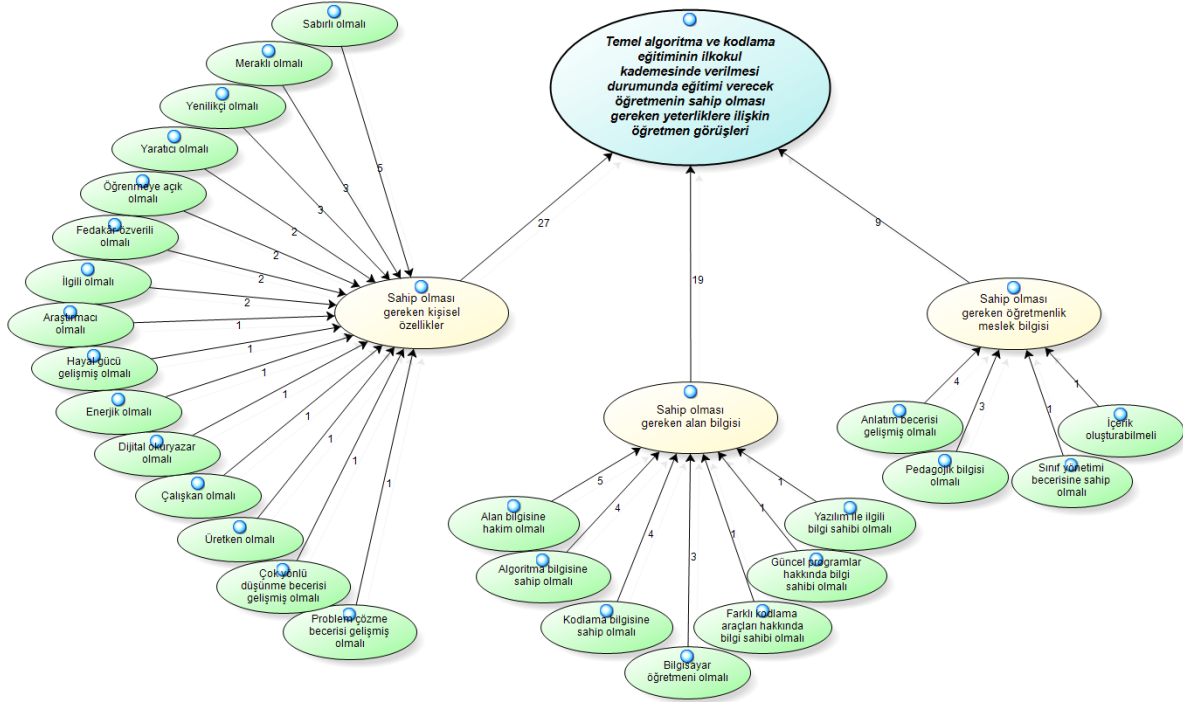 Temel algoritma ve kodlama
eğitiminin ilkokul
kademesinde verilmesi
durumunda eğitimi verecek
öğretmenin sahip olması
gereken yeterliklere ilişkin
öğretmen görüşleri
Sabırlı olmalı
Meraklı olmalı
Yenilikçi olmalı
Yaratıcı olmalı
Öğrenmeye açık
olmalı
Fedakâr-özverili
olmalı
İlgili olmalı
Araştırmacı
olmalı
Hayal gücü
gelişmiş olmalı
Enerjik olmalı
Dijital okuryazar
olmalı
Çalışkan olmalı
Üretken olmalı
Çok yönlü
düşünme becerisi
gelişmiş olmalı
Problem çözme
becerisi gelişmiş
olmalı
5
3
3
2
2
2
2
1
1
1
1
1
1
1
1
Sahip olması
gereken kişisel
özellikler
27
19
9
Sahip olması
gereken alan bilgisi
5
4
4
3
1
1
1
Alan bilgisine
hakim olmalı
Algoritma bilgisine
sahip olmalı
Kodlama bilgisine
sahip olmalı
Bilgisayar
öğretmeni olmalı
Farklı kodlama
araçları hakkında
bilgi sahibi olmalı
Güncel programlar
hakkında bilgi
sahibi olmalı
Yazılım ile ilgili
bilgi sahibi olmalı
Sahip olması
gereken öğretmenlik
meslek bilgisi
4
3
1
1
Anlatım becerisi
gelişmiş olmalı
Pedagojik bilgisi
olmalı
Sınıf yönetimi
becerisine sahip
olmalı
İçerik
oluşturabilmeli